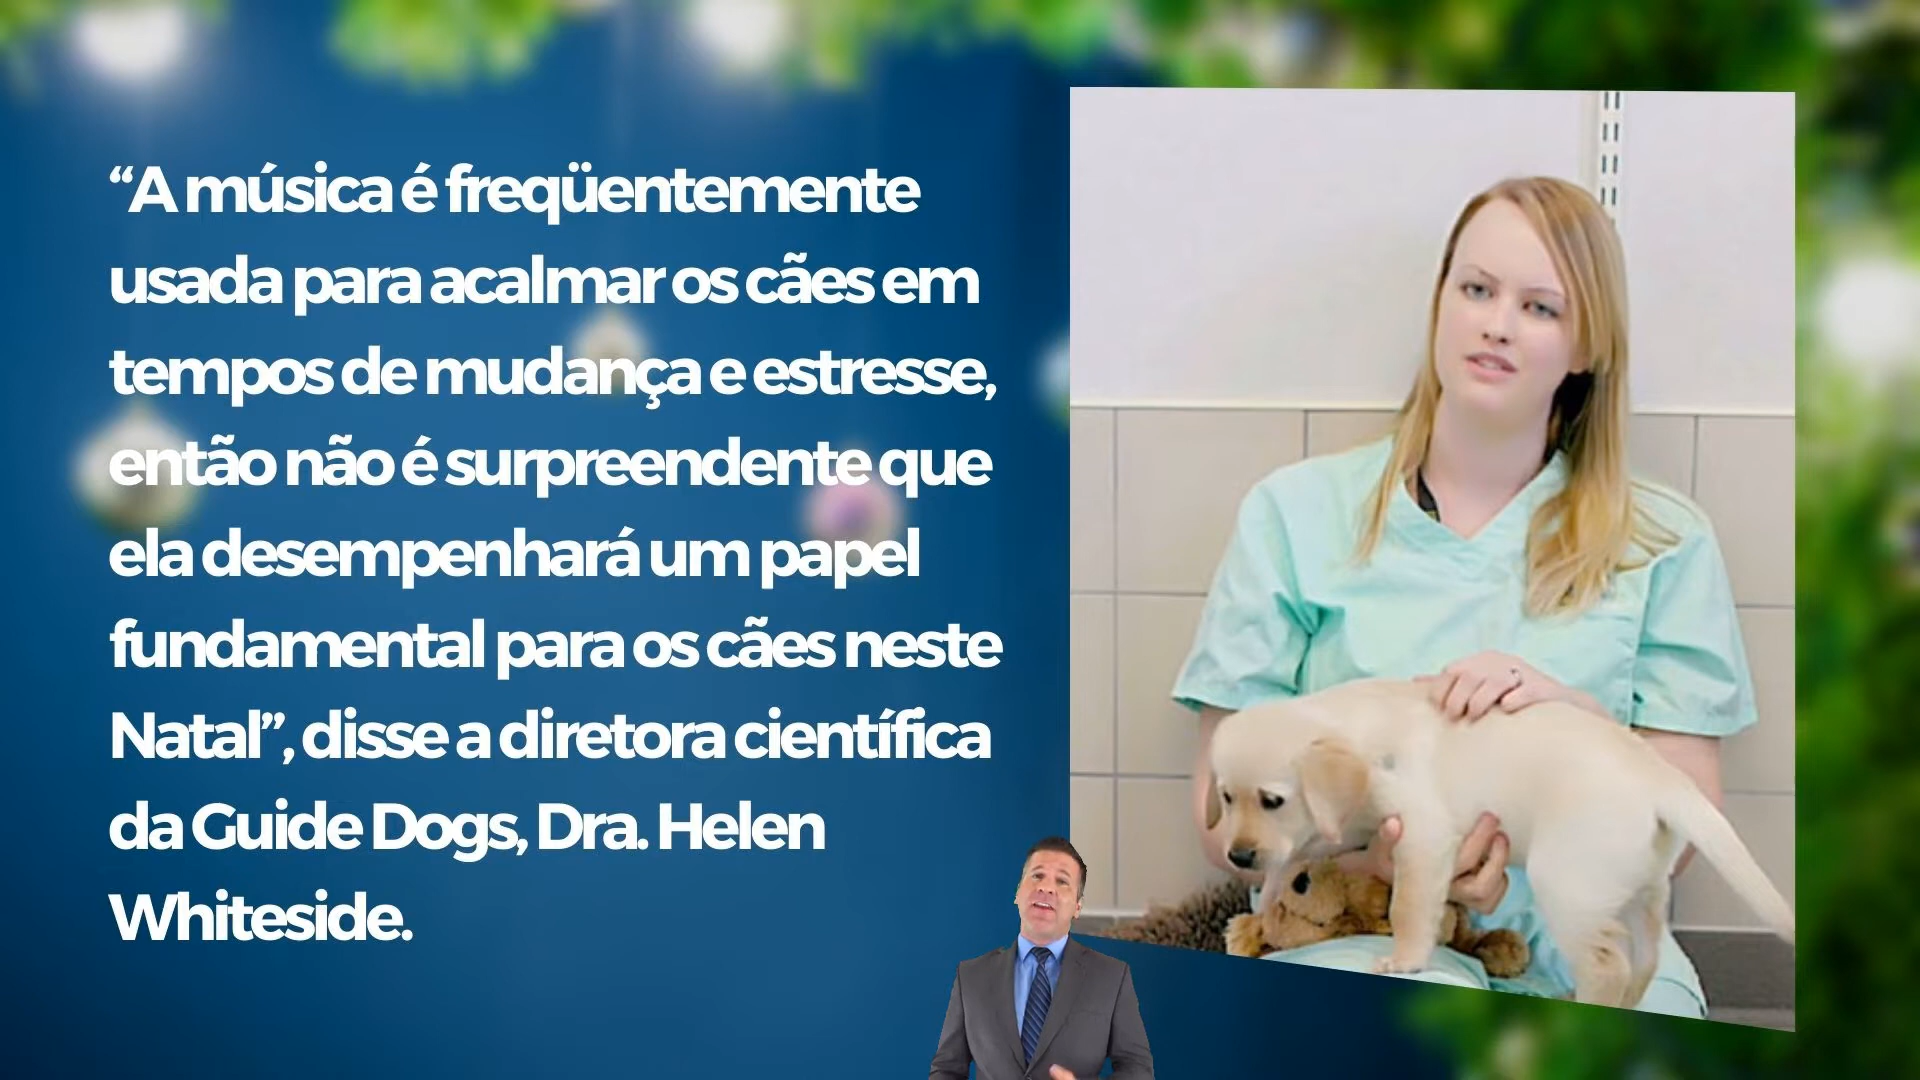 “A música é freqüentemente
usada para acalmar os cães em
tempos de mudança e estresse,
então não é surpreendente que
ela desempenhará um papel
fundamental para os cães neste
Natal”, disse a diretora científica
da Guide Dogs, Dra. Helen
Whiteside.